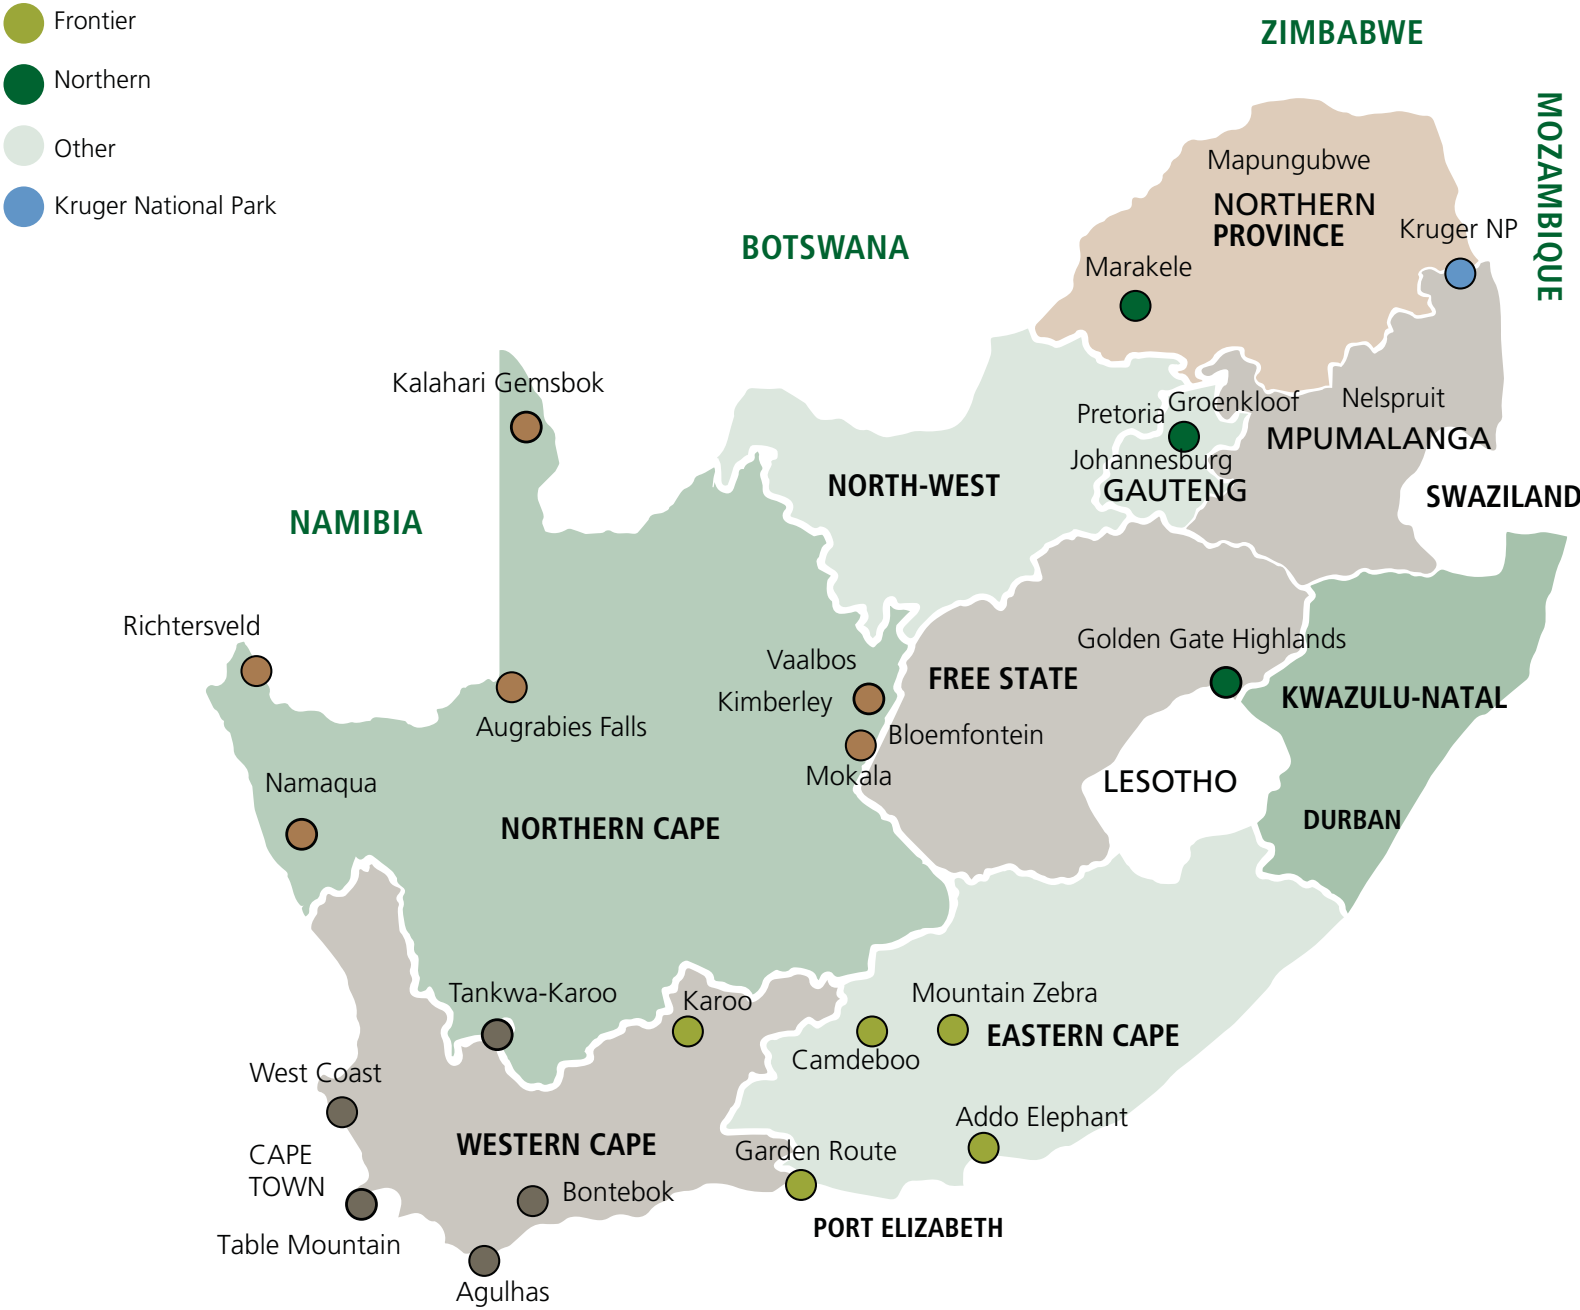 Frontier
Northern
Other
Kruger National Park
ZIMBABWE
MOZAMBIQUE
Mapungubwe
NORTHERN
PROVINCE
Kruger NP
BOTSWANA
Marakele
Kalahari Gemsbok
Pretoria
Groenkloof
Nelspruit
MPUMALANGA
Johannesburg
GAUTENG
NORTH-WEST
SWAZILAND
NAMIBIA
Richtersveld
Golden Gate Highlands
Vaalbos
FREE STATE
Kimberley
KWAZULU-NATAL
Augrabies Falls
Bloemfontein
Mokala
LESOTHO
Namaqua
NORTHERN CAPE
DURBAN
Tankwa-Karoo
Karoo
Mountain Zebra
EASTERN CAPE
Camdeboo
West Coast
Addo Elephant
WESTERN CAPE
Garden Route
CAPE
TOWN
Bontebok
PORT ELIZABETH
Table Mountain
Agulhas